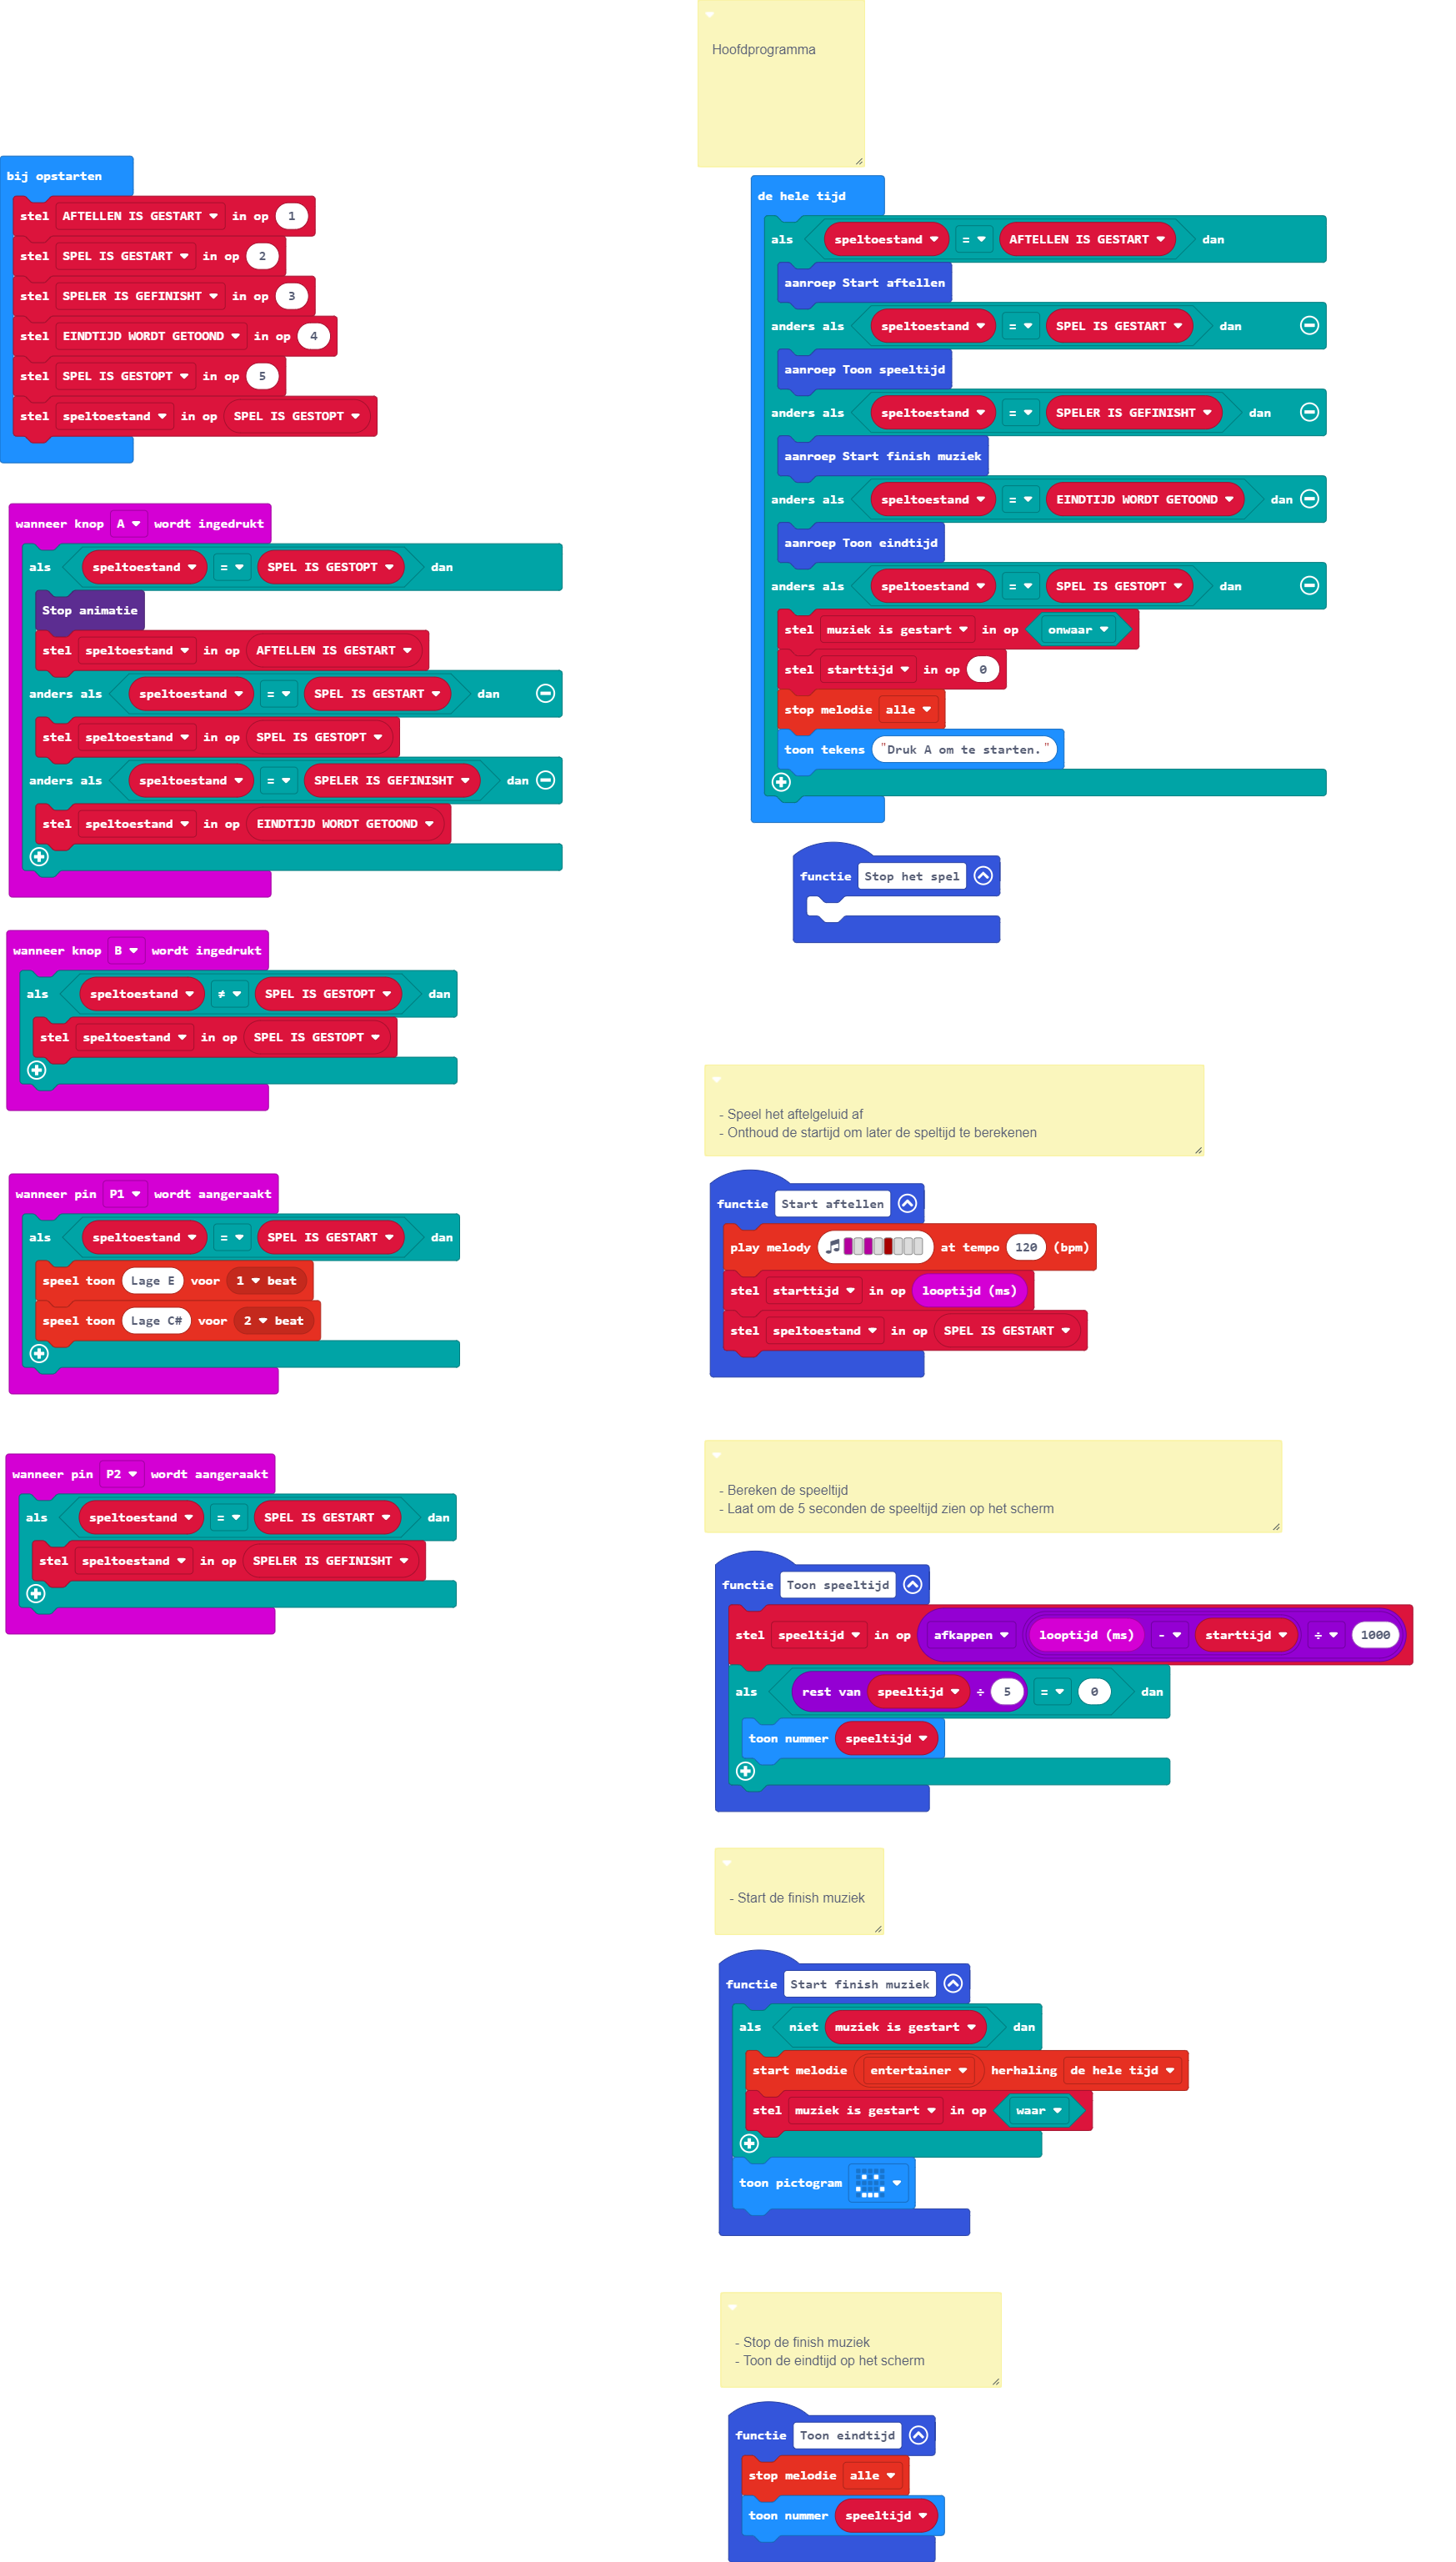 bij opstarten
stel AFTELLEN IS GESTART in op 1
stel SPEL IS GESTART in op 2
stel SPELER IS GEFINISHT in op 3
stel EINDTIJD WORDT GETOOND in op 4
stel SPEL IS GESTOPT in op 5
stel speltoestand in op SPEL IS GESTOPT
wanneer knop A wordt ingedrukt
als speltoestand = SPEL IS GESTOPT dan
Stop animatie
stel speltoestand in op AFTELLEN IS GESTART
anders als speltoestand = SPEL IS GESTART dan
stel speltoestand in op SPEL IS GESTOPT
anders als speltoestand = SPELER IS GEFINISHT dan
stel speltoestand in op EINDTIJD WORDT GETOOND
wanneer knop B wordt ingedrukt
als speltoestand ≠ SPEL IS GESTOPT dan
stel speltoestand in op SPEL IS GESTOPT
wanneer pin P1 wordt aangeraakt
als speltoestand = SPEL IS GESTART dan
speel toon Lage E voor 1 beat
speel toon Lage C# voor 2 beat
wanneer pin P2 wordt aangeraakt
als speltoestand = SPEL IS GESTART dan
stel speltoestand in op SPELER IS GEFINISHT
Hoofdprogramma
de hele tijd
als speltoestand = AFTELLEN IS GESTART dan
aanroep Start aftellen
anders als speltoestand = SPEL IS GESTART dan
aanroep Toon speeltijd
anders als speltoestand = SPELER IS GEFINISHT dan
aanroep Start finish muziek
anders als speltoestand = EINDTIJD WORDT GETOOND dan
aanroep Toon eindtijd
anders als speltoestand = SPEL IS GESTOPT dan
stel muziek is gestart in op onwaar
stel starttijd in op 0
stop melodie alle
toon tekens "Druk A om te starten."
functie Stop het spel
- Speel het aftelgeluid af
- Onthoud de startijd om later de speltijd te berekenen
functie Start aftellen
play melody at tempo 120 (bpm)
stel starttijd in op looptijd (ms)
stel speltoestand in op SPEL IS GESTART
- Bereken de speeltijd
- Laat om de 5 seconden de speeltijd zien op het scherm
functie Toon speeltijd
stel speeltijd in op afkappen looptijd (ms) - starttijd ÷ 1000
als rest van speeltijd ÷ 5 = 0 dan
toon nummer speeltijd
- Start de finish muziek
functie Start finish muziek
als niet muziek is gestart dan
start melodie entertainer herhaling de hele tijd
stel muziek is gestart in op waar
toon pictogram
- Stop de finish muziek
- Toon de eindtijd op het scherm
functie Toon eindtijd
stop melodie alle
toon nummer speeltijd